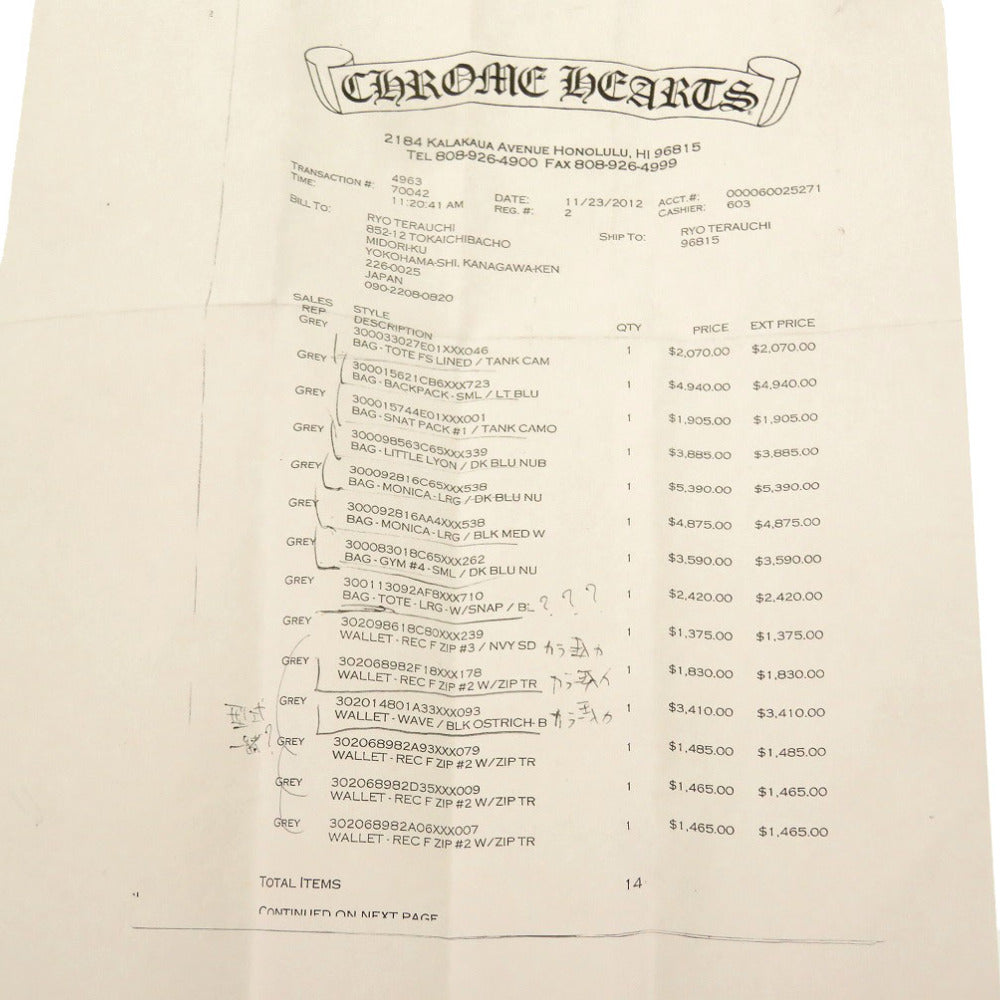 CHROME HEARTS
2184 KALAKAUA AVENUE HONOLULU, HI 96815
TEL 808-926-4900 FAX 808-926-4999
TRANSACTION #: 4963
TIME: 70042
11:20:41 AM
DATE: 11/23/2012
REG. #: 2
ACCT.#: 000060025271
CASHIER: 603
BILL TO:
RYO TERAUCHI
852-12 TOKAICHIBACHO
MIDORI-KU
YOKOHAMA-SHI. KANAGAWA-KEN
226-0025
JAPAN
090-2208-0820
SHIP TO: RYO TERAUCHI
96815
SALES REP STYLE DESCRIPTION QTY PRICE EXT PRICE
GREY 300033027E01XXX046 1 $2,070.00 $2,070.00
BAG - TOTE FS LINED / TANK CAM
GREY 300015621CB6XXX723 1 $4,940.00 $4,940.00
BAG - BACKPACK - SML / LT BLU
GREY 300015744E01XXX001 1 $1,905.00 $1,905.00
BAG - SNAT PACK #1 / TANK CAMO
GREY 300098563C65XXX339 1 $3,885.00 $3,885.00
BAG - LITTLE LYON / DK BLU NUB
GREY 300092816C65XXX538 1 $5,390.00 $5,390.00
BAG - MONICA - LRG / DK BLU NU
GREY 300092816AA4XXX538 1 $4,875.00 $4,875.00
BAG - MONICA - LRG / BLK MED W
GREY 300083018C65XXX262 1 $3,590.00 $3,590.00
BAG - GYM #4 - SML / DK BLU NU
GREY 300113092AF8XXX710 1 $2,420.00 $2,420.00
BAG - TOTE - LRG - W/SNAP / BL ? ? ?
GREY 302098618C80XXX239 1 $1,375.00 $1,375.00
WALLET - REC F ZIP #3 / NVY SD
GREY 302068982F18XXX178 1 $1,830.00 $1,830.00
WALLET - REC F ZIP #2 W/ZIP TR
GREY 302014801A33XXX093 1 $3,410.00 $3,410.00
WALLET - WAVE / BLK OSTRICH - B
GREY 302068982A93XXX079 1 $1,485.00 $1,485.00
WALLET - REC F ZIP #2 W/ZIP TR
GREY 302068982D35XXX009 1 $1,465.00 $1,465.00
WALLET - REC F ZIP #2 W/ZIP TR
GREY 302068982A06XXX007 1 $1,465.00 $1,465.00
WALLET - REC F ZIP #2 W/ZIP TR
TOTAL ITEMS 14
CONTINUED ON NEXT PAGE